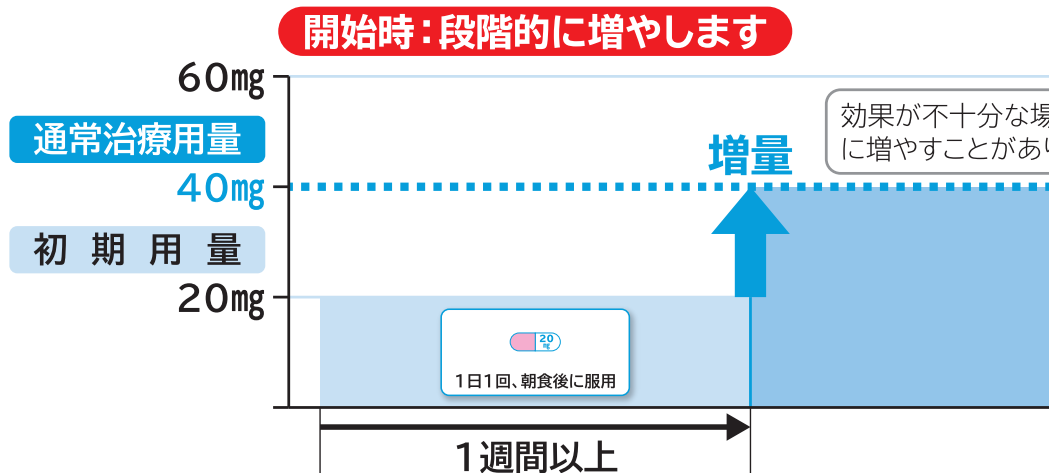 開始時：段階的に増やします
60mg
通常治療用量
40mg
初期用量
20mg
増量
効果が不十分な場
に増やすことがあ
20
mg
1日1回、朝食後に服用
1週間以上